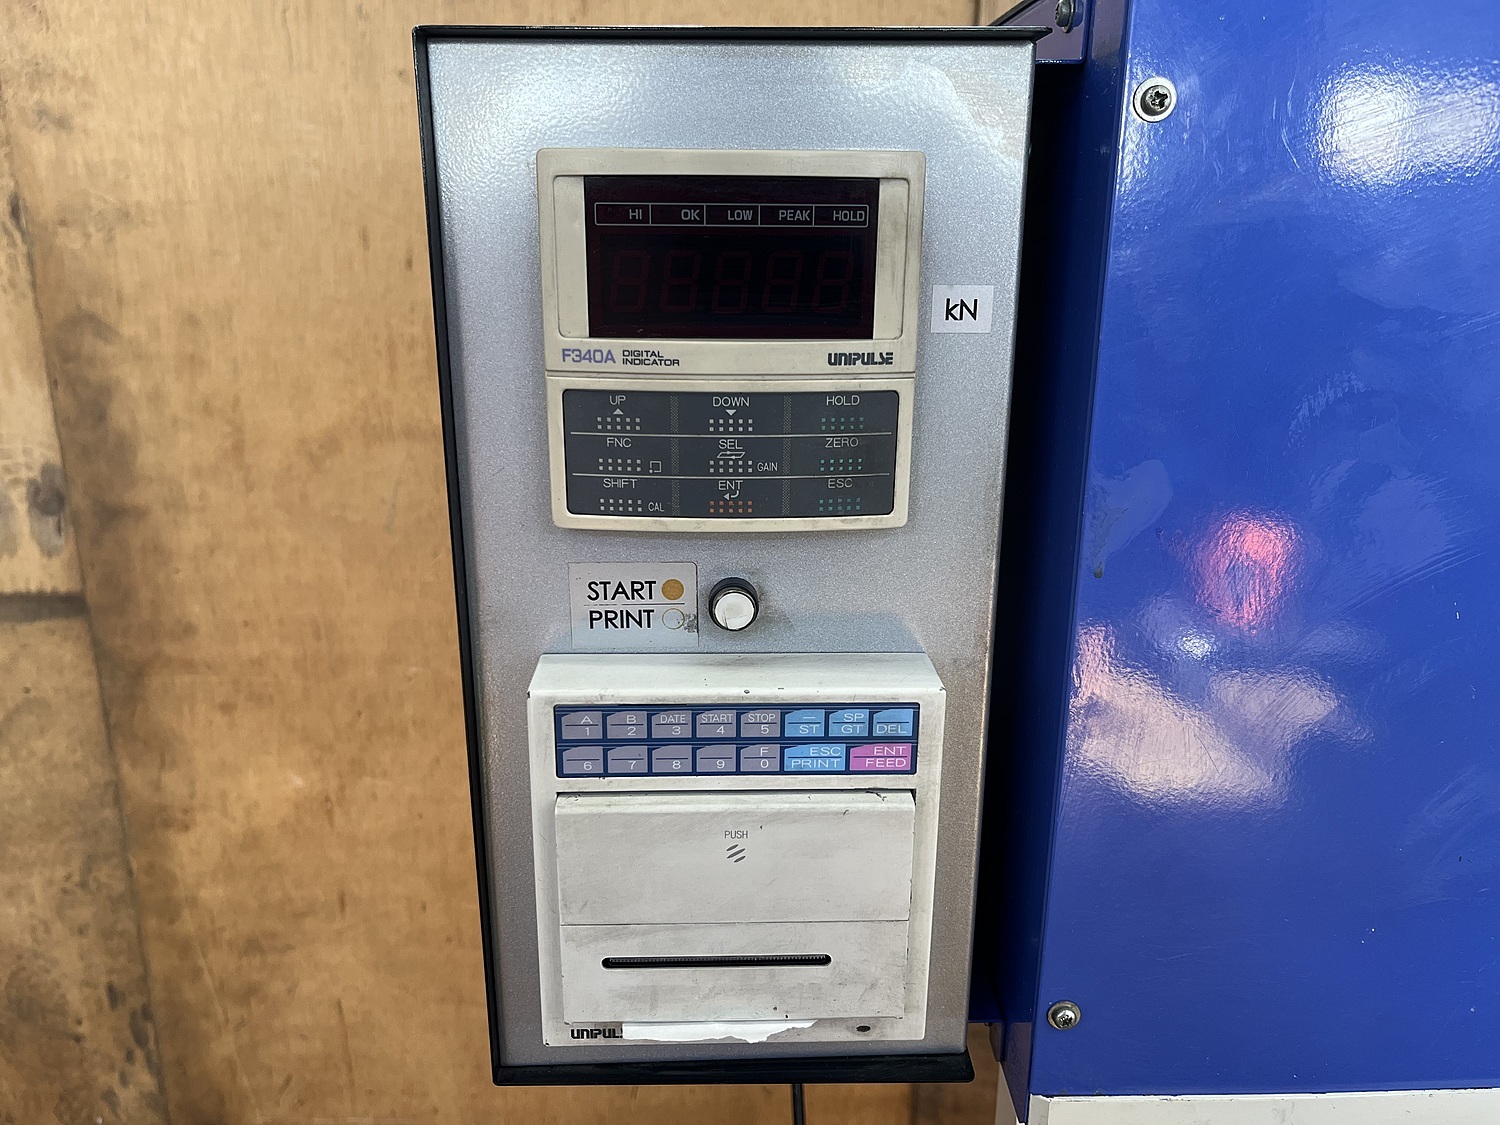 HI OK LOW PEAK HOLD
kN
F340A DIGITAL INDICATOR UNIPULSE
UP DOWN HOLD
FNC SEL ZERO
GAIN
SHIFT ENT ESC
CAL
START
PRINT
A B DATE START STOP — SP
1 2 3 4 5 ST GT DEL
F ESC ENT
6 7 8 9 0 PRINT FEED
PUSH